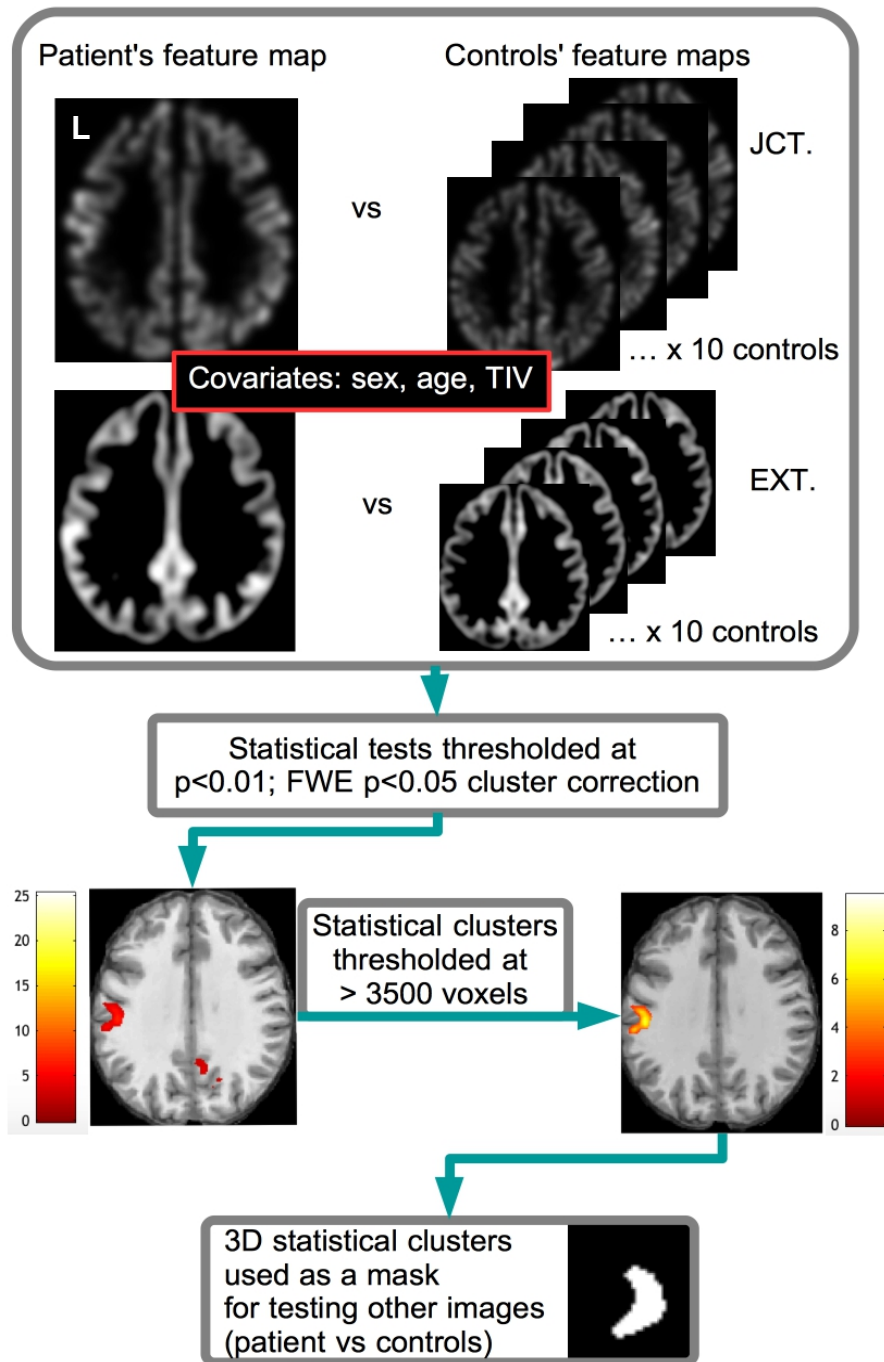 Patient's feature map
Controls' feature maps
L
JCT.
vs
… x 10 controls
Covariates: sex, age, TIV
EXT.
vs
… x 10 controls
Statistical tests thresholded at
p<0.01; FWE p<0.05 cluster correction
25
20
15
10
5
0
Statistical clusters
thresholded at
> 3500 voxels
8
6
4
2
0
3D statistical clusters
used as a mask
for testing other images
(patient vs controls)